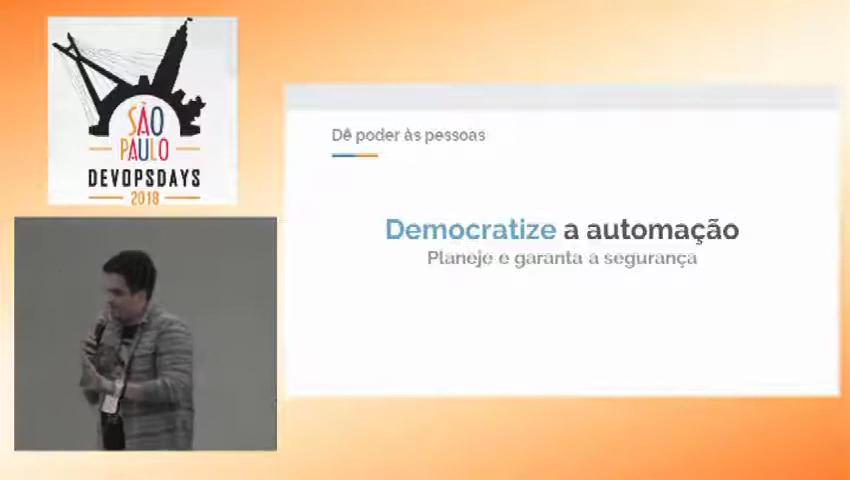 SÃO
PAULO
DEVOPSDAYS
2018
Dê poder às pessoas
Democratize a automação
Planeje e garanta a segurança